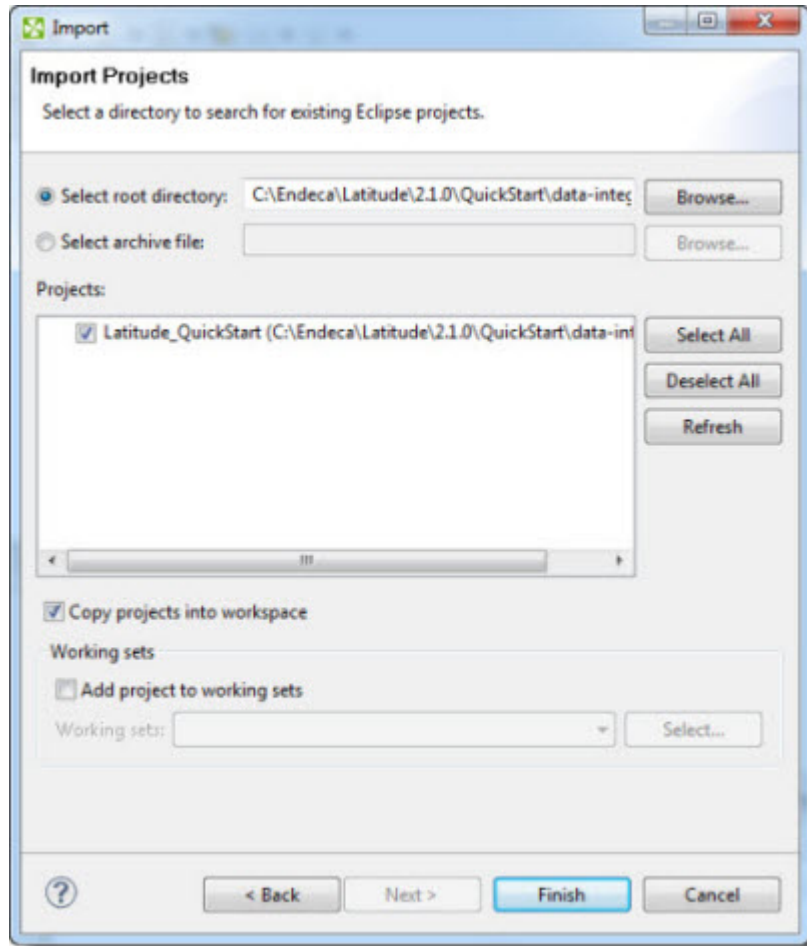 Import
Import Projects
Select a directory to search for existing Eclipse projects.
Select root directory: C:\Endeca\Latitude\2.1.0\QuickStart\data-integ Browse...
Select archive file: Browse...
Projects:
Latitude_QuickStart (C:\Endeca\Latitude\2.1.0\QuickStart\data-int Select All
Deselect All
Refresh
Copy projects into workspace
Working sets
Add project to working sets
Working sets: Select...
< Back Next > Finish Cancel